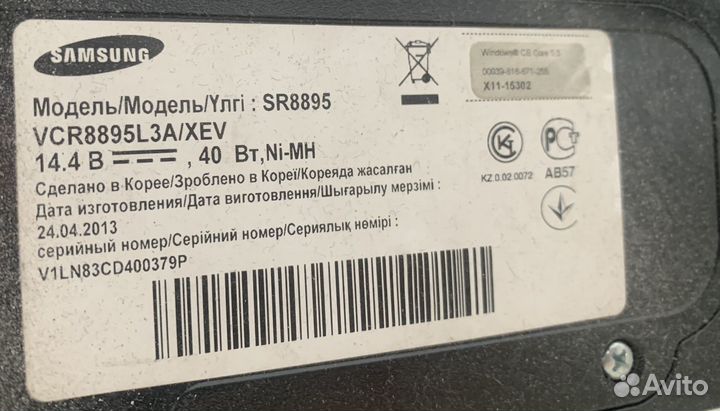 SAMSUNG
Модель/Модель/Үлгі : SR8895
VCR8895L3A/XEV
14.4 В , 40 Вт,Ni-MH
Сделано в Корее/Зроблено в Кореї/Кореяда жасалған
Дата изготовления/Дата виготовлення/Шығарылу мерзімі :
24.04.2013
серийный номер/Серійний номер/Сериялық нөмірі :
V1LN83CD400379P
Windows® CE Core 5.0
X11-15302
KZ.0.02.0072
АВ57
Avito